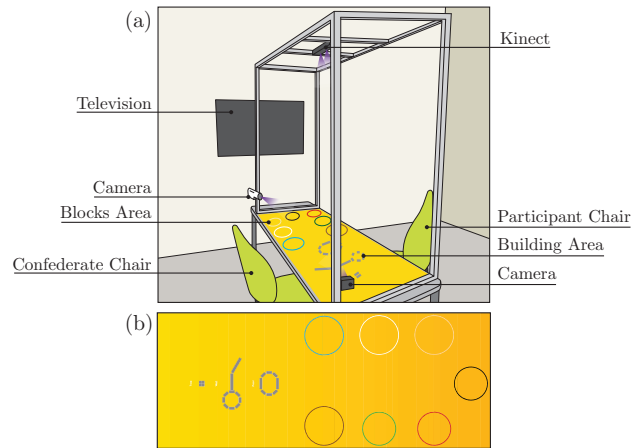 (a)
Kinect
Television
Camera
Blocks Area
Participant Chair
Building Area
Confederate Chair
Camera
(b)